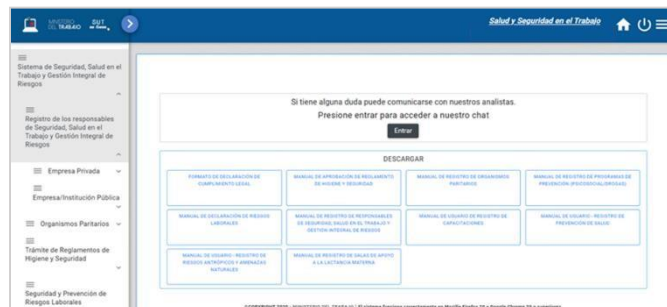 MINISTERIO
DEL TRABAJO
SUT
Salud y Seguridad en el Trabajo
Sistema de Seguridad, Salud en el
Trabajo y Gestión Integral de
Riesgos
Registro de los responsables
de Seguridad, Salud en el
Trabajo y Gestión Integral de
Riesgos
Empresa Privada
Empresa/Institución Pública
Organismos Paritarios
Trámite de Reglamentos de
Higiene y Seguridad
Seguridad y Prevención de
Riesgos Laborales
Si tiene alguna duda puede comunicarse con nuestros analistas.
Presione entrar para
acceder a nuestro chat
Entrar
DESCARGAR
FORMATO DE DECLARACIÓN DE
CUMPLIMIENTO LEGAL
MANUAL DE APROBACIÓN DE REGLAMENTO
DE HIGIENE Y SEGURIDAD
MANUAL DE REGISTRO DE ORGANISMOS
PARITARIOS
MANUAL DE REGISTRO DE PROGRAMAS DE
PREVENCIÓN (PSICOSOCIAL/DROGAS)
MANUAL DE DECLARACIÓN DE RIESGOS
LABORALES
MANUAL DE REGISTRO DE RESPONSABLES
DE SEGURIDAD, SALUD EN EL TRABAJO Y
GESTIÓN INTEGRAL DE RIESGOS
MANUAL DE USUARIO DE REGISTRO DE
CAPACITACIONES
MANUAL DE USUARIO - REGISTRO DE
PREVENCIÓN DE SALUD
MANUAL DE USUARIO - REGISTRO DE
RIESGOS ANTRÓPICOS Y AMENAZAS
NATURALES
MANUAL DE REGISTRO DE SALAS DE APOYO
A LA LACTANCIA MATERNA